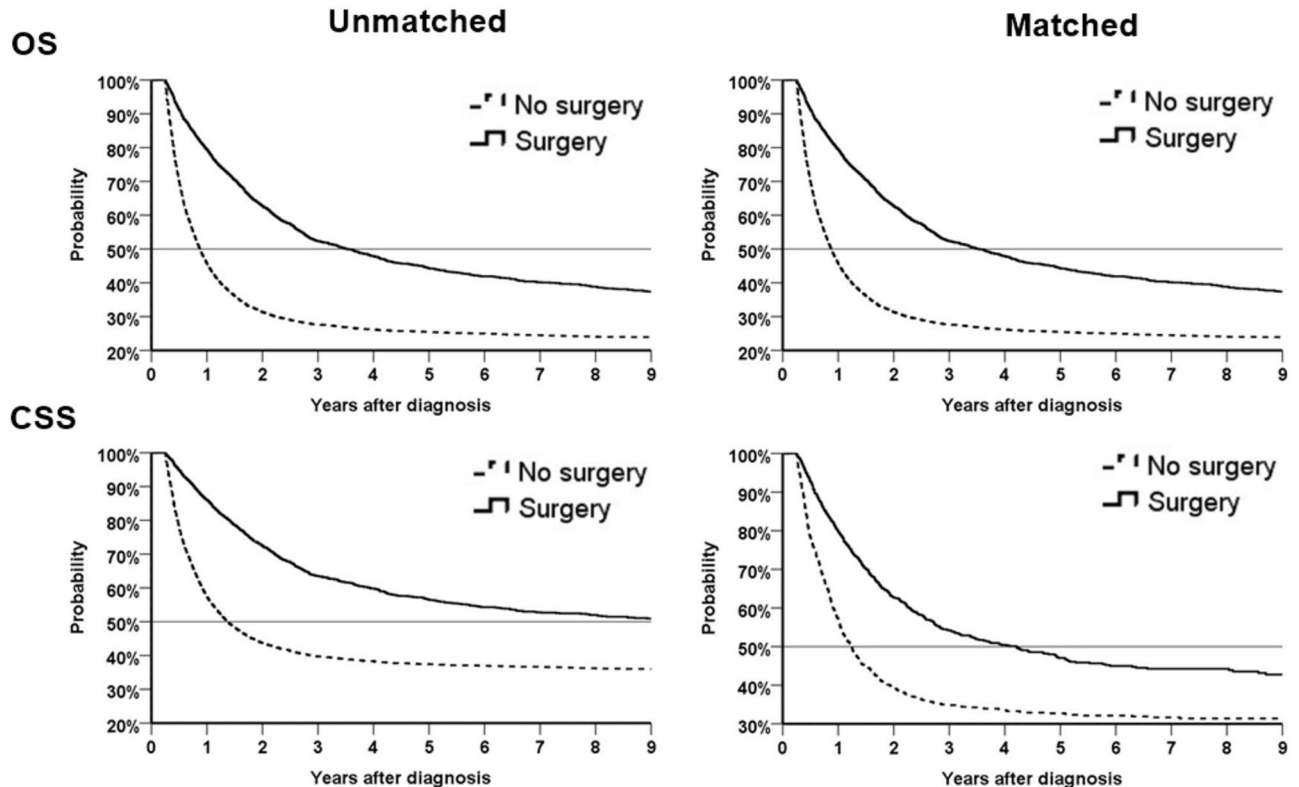 Unmatched
Matched
OS
100%
90%
80%
70%
60%
50%
40%
30%
20%
Probability
No surgery
Surgery
0 1 2 3 4 5 6 7 8 9
Years after diagnosis
100%
90%
80%
70%
60%
50%
40%
30%
20%
Probability
No surgery
Surgery
0 1 2 3 4 5 6 7 8 9
Years after diagnosis
CSS
100%
90%
80%
70%
60%
50%
40%
30%
20%
Probability
No surgery
Surgery
0 1 2 3 4 5 6 7 8 9
Years after diagnosis
100%
90%
80%
70%
60%
50%
40%
30%
Probability
No surgery
Surgery
0 1 2 3 4 5 6 7 8 9
Years after diagnosis